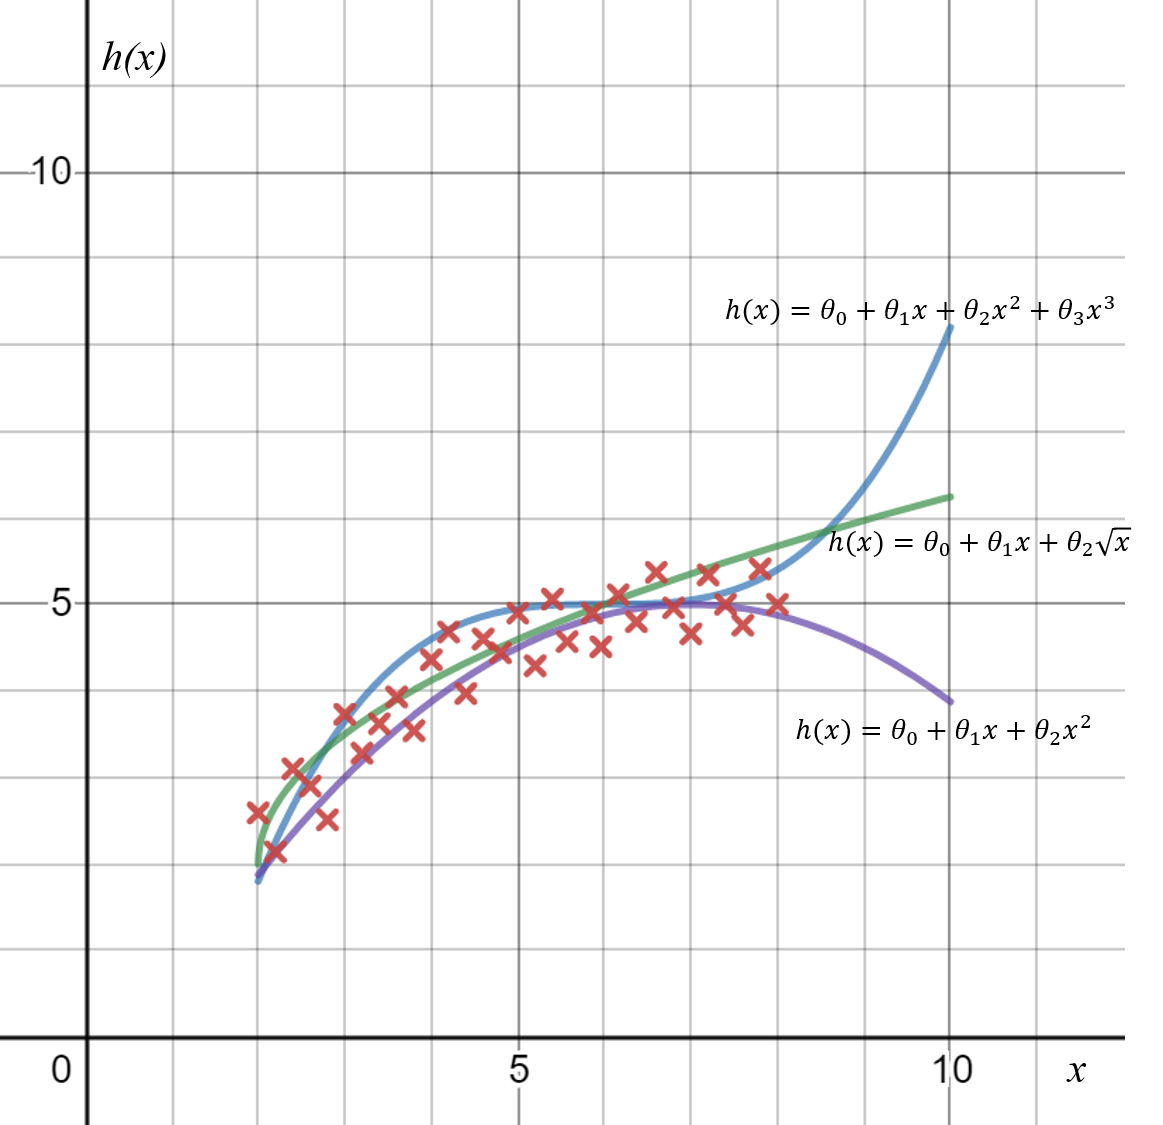 h(x)
10
h(x) = θ₀ + θ₁x + θ₂x² + θ₃x³
h(x) = θ₀ + θ₁x + θ₂√x
5
h(x) = θ₀ + θ₁x + θ₂x²
0 5 10 x